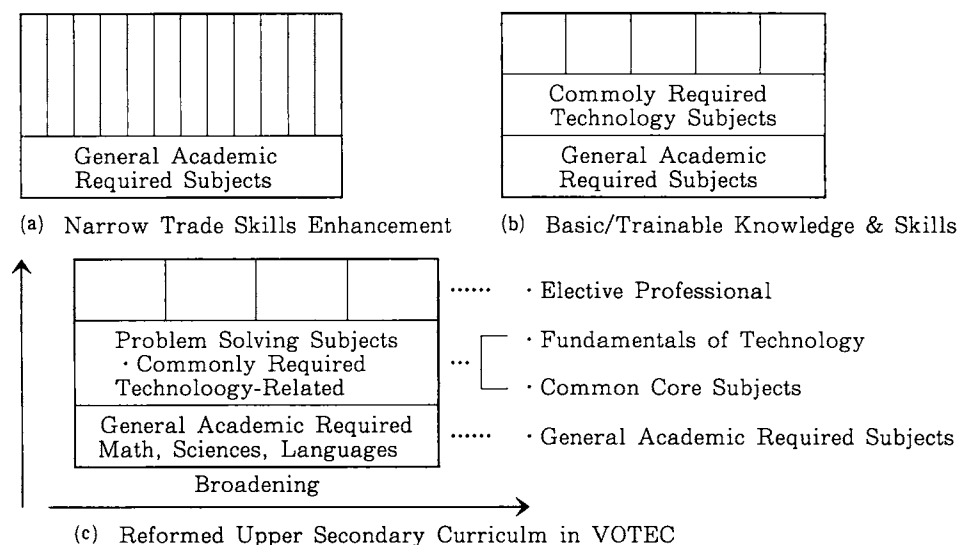 General Academic
Required Subjects
(a) Narrow Trade Skills Enhancement
Commoly Required
Technology Subjects
General Academic
Required Subjects
(b) Basic/Trainable Knowledge & Skills
Problem Solving Subjects
· Commonly Required
Technoloogy-Related
General Academic Required
Math, Sciences, Languages
...... · Elective Professional
... · Fundamentals of Technology
· Common Core Subjects
...... · General Academic Required Subjects
Broadening
(c) Reformed Upper Secondary Curriculm in VOTEC